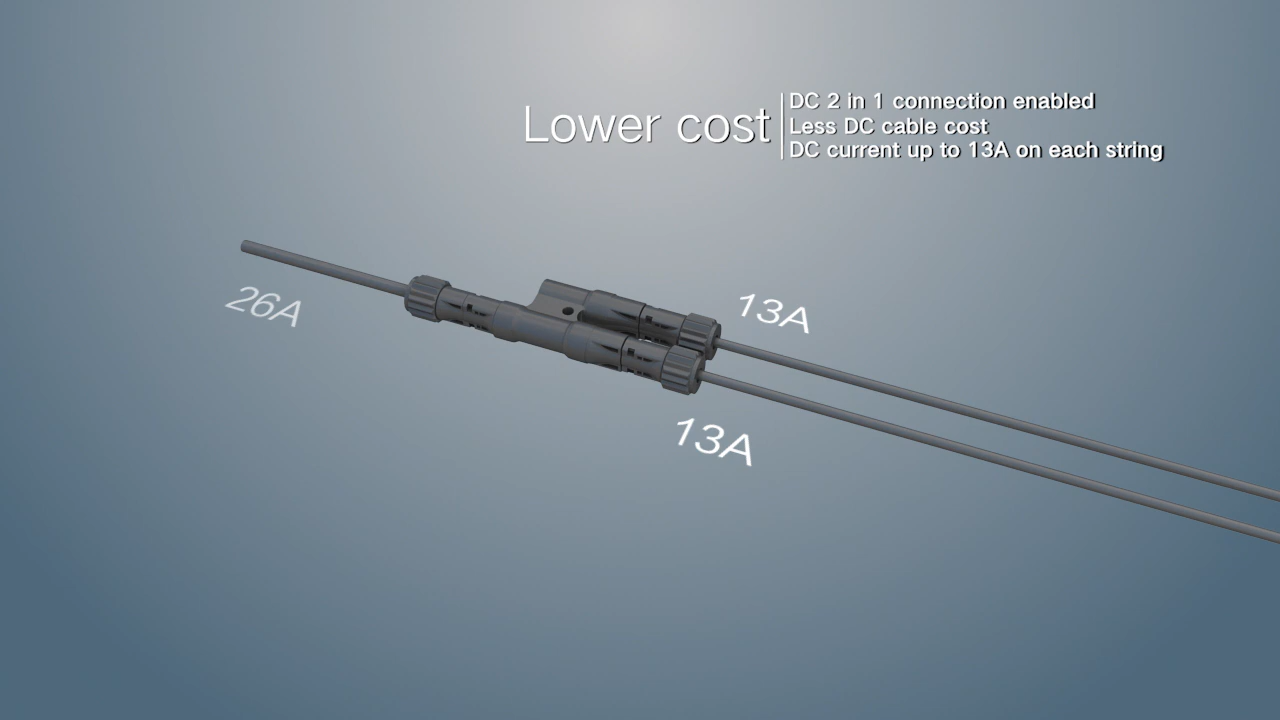 Lower cost
DC 2 in 1 connection enabled
Less DC cable cost
DC current up to 13A on each string
26A
13A
13A